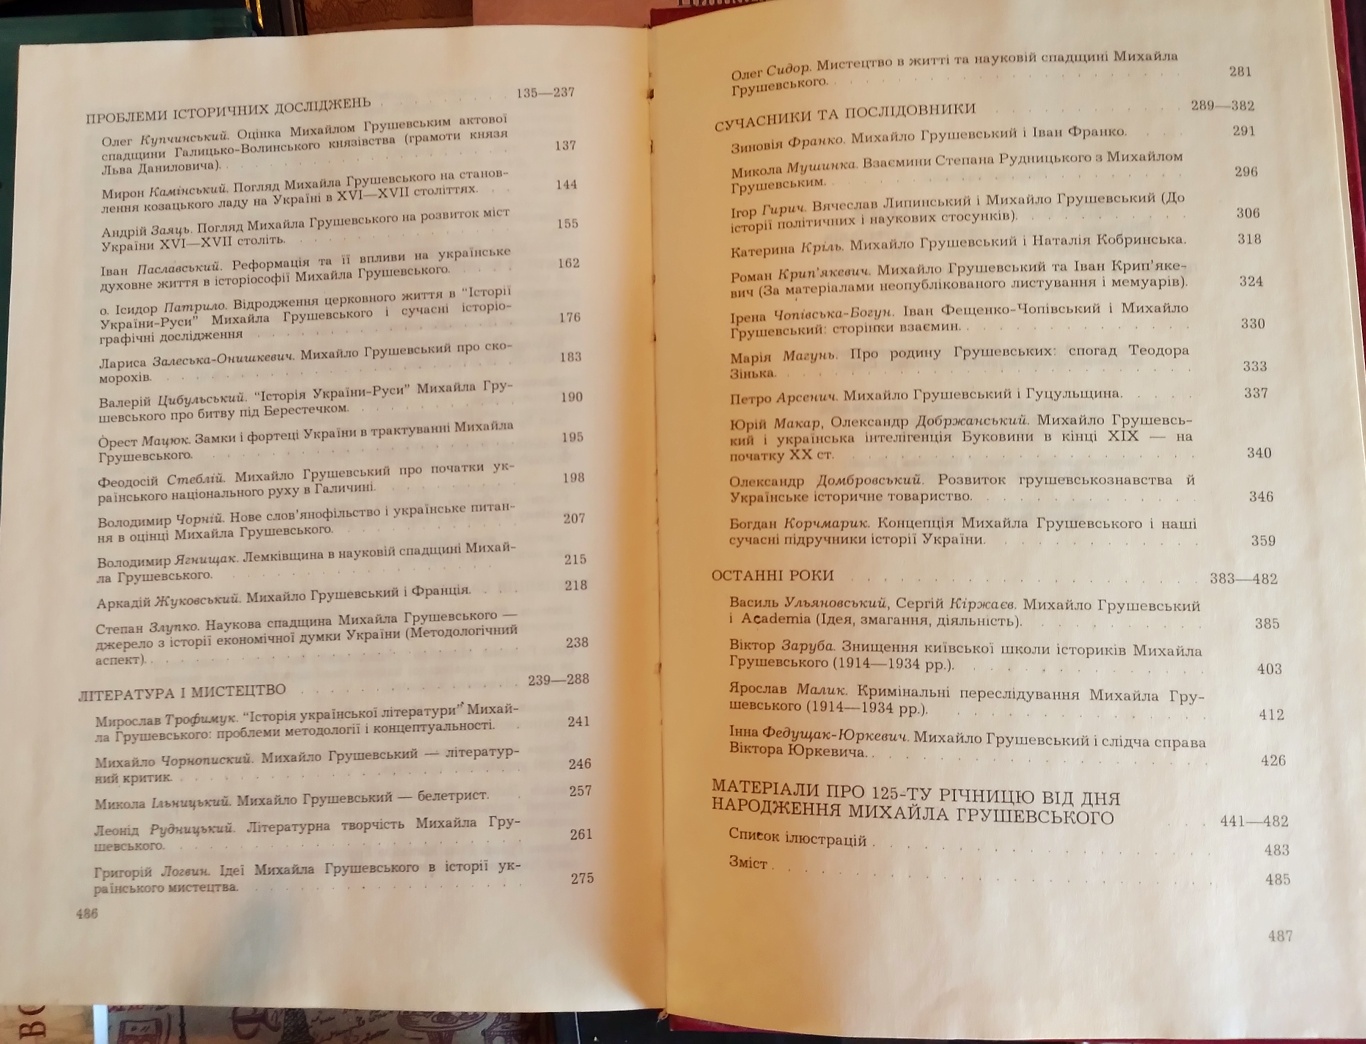 ПРОБЛЕМИ ІСТОРИЧНИХ ДОСЛІДЖЕНЬ . . . . . . . 135—237
Олег Купчинський. Оцінка Михайлом Грушевським актової
спадщини Галицько-Волинського князівства (грамоти князя
Льва Даниловича). . . . . . . . . 137
Мирон Камінський. Погляд Михайла Грушевського на станов-
лення козацького ладу на Україні в XVI—XVII століттях. . . 144
Андрій Заяць. Погляд Михайла Грушевського на розвиток міст
України XVI—XVII століть. . . . . . . . 155
Іван Паславський. Реформація та її впливи на українське
духовне життя в історіософії Михайла Грушевського. . . . 162
о. Ісидор Патрило. Відродження церковного життя в "Історії
України-Руси" Михайла Грушевського і сучасні історіо-
графічні дослідження . . . . . . . . 176
Лариса Залеська-Онишкевич. Михайло Грушевський про ско-
морохів. . . . . . . . . . 183
Валерій Цибульський. "Історія України-Руси" Михайла Гру-
шевського про битву під Берестечком. . . . . . 190
Орест Мацюк. Замки і фортеці України в трактуванні Михайла
Грушевського. . . . . . . . . 195
Феодосій Стеблій. Михайло Грушевський про початки ук-
раїнського національного руху в Галичині. . . . . 198
Володимир Чорній. Нове слов'янофільство і українське питан-
ня в оцінці Михайла Грушевського. . . . . . 207
Володимир Ягнищак. Лемківщина в науковій спадщині Михай-
ла Грушевського. . . . . . . . . 215
Аркадій Жуковський. Михайло Грушевський і Франція. . . 218
Степан Злупко. Наукова спадщина Михайла Грушевського —
джерело з історії економічної думки України (Методологічний
аспект). . . . . . . . . . 238
ЛІТЕРАТУРА І МИСТЕЦТВО . . . . . . . . 239—288
Мирослав Трофимук. "Історія української літератури" Михай-
ла Грушевського: проблеми методології і концептуальності. . 241
Михайло Чорнопиский. Михайло Грушевський — літератур-
ний критик. . . . . . . . . . 246
Микола Ільницький. Михайло Грушевський — белетрист. . 257
Леонід Рудницький. Літературна творчість Михайла Гру-
шевського. . . . . . . . . . 261
Григорій Логвин. Ідеї Михайла Грушевського в історії ук-
раїнського мистецтва. . . . . . . . 275
486
Олег Сидор. Мистецтво в житті та науковій спадщині Михайла
Грушевського. . . . . . . . . . 281
СУЧАСНИКИ ТА ПОСЛІДОВНИКИ . . . . . . . 289—382
Зиновія Франко. Михайло Грушевський і Іван Франко. . . 291
Микола Мушинка. Взаємини Степана Рудницького з Михайлом
Грушевським. . . . . . . . . . 296
Ігор Гирич. Вячеслав Липинський і Михайло Грушевський (До
історії політичних і наукових стосунків). . . . . . 306
Катерина Кріль. Михайло Грушевський і Наталія Кобринська. 318
Роман Крип'якевич. Михайло Грушевський та Іван Крип'яке-
вич (За матеріалами неопублікованого листування і мемуарів). 324
Ірена Чопівська-Богун. Іван Фещенко-Чопівський і Михайло
Грушевський: сторінки взаємин. . . . . . . 330
Марія Магунь. Про родину Грушевських: спогад Теодора
Зінька. . . . . . . . . . . 333
Петро Арсенич. Михайло Грушевський і Гуцульщина. . . . 337
Юрій Макар, Олександр Добржанський. Михайло Грушевсь-
кий і українська інтелігенція Буковини в кінці XIX — на
початку XX ст. . . . . . . . . . 340
Олександр Домбровський. Розвиток грушевськознавства й
Українське історичне товариство. . . . . . . 346
Богдан Корчмарик. Концепція Михайла Грушевського і наші
сучасні підручники історії України. . . . . . . 359
ОСТАННІ РОКИ . . . . . . . . . . . 383—482
Василь Ульяновський, Сергій Кіржаєв. Михайло Грушевський
і Academia (Ідея, змагання, діяльність). . . . . . 385
Віктор Заруба. Знищення київської школи істориків Михайла
Грушевського (1914—1934 рр.). . . . . . . . 403
Ярослав Малик. Кримінальні переслідування Михайла Гру-
шевського (1914—1934 рр.). . . . . . . . . 412
Інна Федущак-Юркевич. Михайло Грушевський і слідча справа
Віктора Юркевича. . . . . . . . . . 426
МАТЕРІАЛИ ПРО 125-ТУ РІЧНИЦЮ ВІД ДНЯ
НАРОДЖЕННЯ МИХАЙЛА ГРУШЕВСЬКОГО . . . 441—482
Список ілюстрацій . . . . . . . . . . 483
Зміст . . . . . . . . . . . . . 485
487
ВО